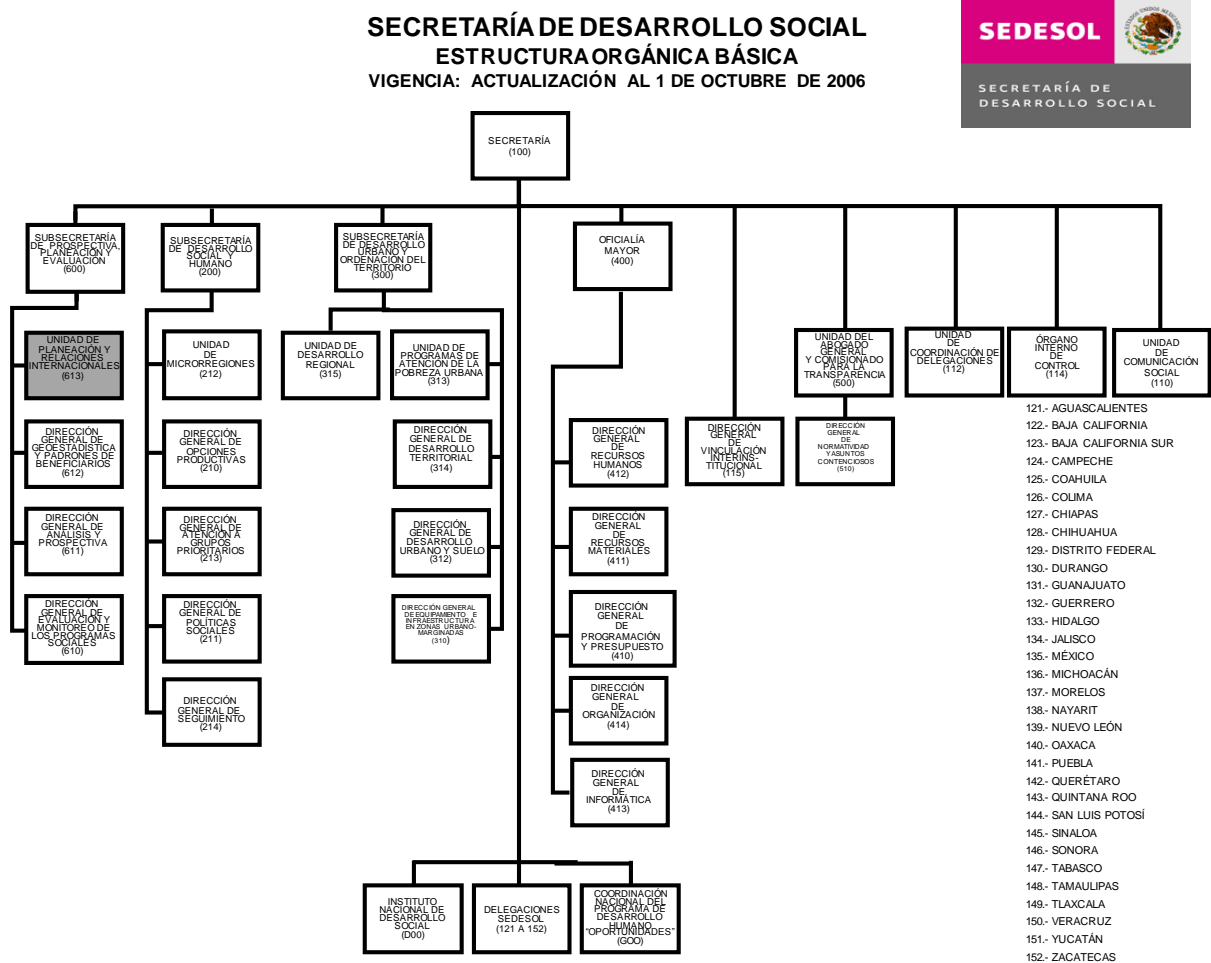 SECRETARÍA DE DESARROLLO SOCIAL
ESTRUCTURA ORGÁNICA BÁSICA
VIGENCIA: ACTUALIZACIÓN AL 1 DE OCTUBRE DE 2006
SEDESOL
ESTADOS UNIDOS MEXICANOS
SECRETARÍA DE
DESARROLLO SOCIAL
SECRETARÍA
(100)
SUBSECRETARÍA
DE PROSPECTIVA,
PLANEACIÓN Y
EVALUACIÓN
(600)
SUBSECRETARÍA
DE DESARROLLO
SOCIAL Y
HUMANO
(200)
SUBSECRETARÍA
DE DESARROLLO
URBANO Y
ORDENACIÓN DEL
TERRITORIO
(300)
OFICIALÍA
MAYOR
(400)
UNIDAD DE
PLANEACIÓN Y
RELACIONES
INTERNACIONALES
(613)
UNIDAD
DE
MICRORREGIONES
(212)
UNIDAD DE
DESARROLLO
REGIONAL
(315)
UNIDAD DE
PROGRAMAS DE
ATENCIÓN DE LA
POBREZA URBANA
(313)
UNIDAD DEL
ABOGADO
GENERAL
Y COMISIONADO
PARA LA
TRANSPARENCIA
(500)
UNIDAD
DE
COORDINACIÓN DE
DELEGACIONES
(112)
ÓRGANO
INTERNO
DE
CONTROL
(114)
UNIDAD
DE
COMUNICACIÓN
SOCIAL
(110)
DIRECCIÓN
GENERAL DE
GEOESTADÍSTICA
Y PADRONES DE
BENEFICIARIOS
(612)
DIRECCIÓN
GENERAL DE
OPCIONES
PRODUCTIVAS
(210)
DIRECCIÓN
GENERAL DE
DESARROLLO
TERRITORIAL
(314)
DIRECCIÓN
GENERAL
DE
RECURSOS
HUMANOS
(412)
DIRECCIÓN
GENERAL
DE
VINCULACIÓN
INTERINS-
TITUCIONAL
(115)
DIRECCIÓN
GENERAL
DE
NORMATIVIDAD
Y ASUNTOS
CONTENCIOSOS
(510)
DIRECCIÓN
GENERAL DE
ANÁLISIS Y
PROSPECTIVA
(611)
DIRECCIÓN
GENERAL DE
ATENCIÓN A
GRUPOS
PRIORITARIOS
(213)
DIRECCIÓN
GENERAL DE
DESARROLLO
URBANO Y SUELO
(312)
DIRECCIÓN
GENERAL
DE
RECURSOS
MATERIALES
(411)
DIRECCIÓN
GENERAL DE
EVALUACIÓN Y
MONITOREO DE
LOS PROGRAMAS
SOCIALES
(610)
DIRECCIÓN
GENERAL DE
POLÍTICAS
SOCIALES
(211)
DIRECCIÓN GENERAL
DE EQUIPAMIENTO E
INFRAESTRUCTURA
EN ZONAS URBANO-
MARGINADAS
(310)
DIRECCIÓN
GENERAL
DE
PROGRAMACIÓN
Y PRESUPUESTO
(410)
DIRECCIÓN
GENERAL DE
SEGUIMIENTO
(214)
DIRECCIÓN
GENERAL
DE
ORGANIZACIÓN
(414)
DIRECCIÓN
GENERAL
DE
INFORMÁTICA
(413)
INSTITUTO
NACIONAL DE
DESARROLLO
SOCIAL
(D00)
DELEGACIONES
SEDESOL
(121 A 152)
COORDINACIÓN
NACIONAL DEL
PROGRAMA DE
DESARROLLO
HUMANO
"OPORTUNIDADES"
(GOO)
121.- AGUASCALIENTES
122.- BAJA CALIFORNIA
123.- BAJA CALIFORNIA SUR
124.- CAMPECHE
125.- COAHUILA
126.- COLIMA
127.- CHIAPAS
128.- CHIHUAHUA
129.- DISTRITO FEDERAL
130.- DURANGO
131.- GUANAJUATO
132.- GUERRERO
133.- HIDALGO
134.- JALISCO
135.- MÉXICO
136.- MICHOACÁN
137.- MORELOS
138.- NAYARIT
139.- NUEVO LEÓN
140.- OAXACA
141.- PUEBLA
142.- QUERÉTARO
143.- QUINTANA ROO
144.- SAN LUIS POTOSÍ
145.- SINALOA
146.- SONORA
147.- TABASCO
148.- TAMAULIPAS
149.- TLAXCALA
150.- VERACRUZ
151.- YUCATÁN
152.- ZACATECAS